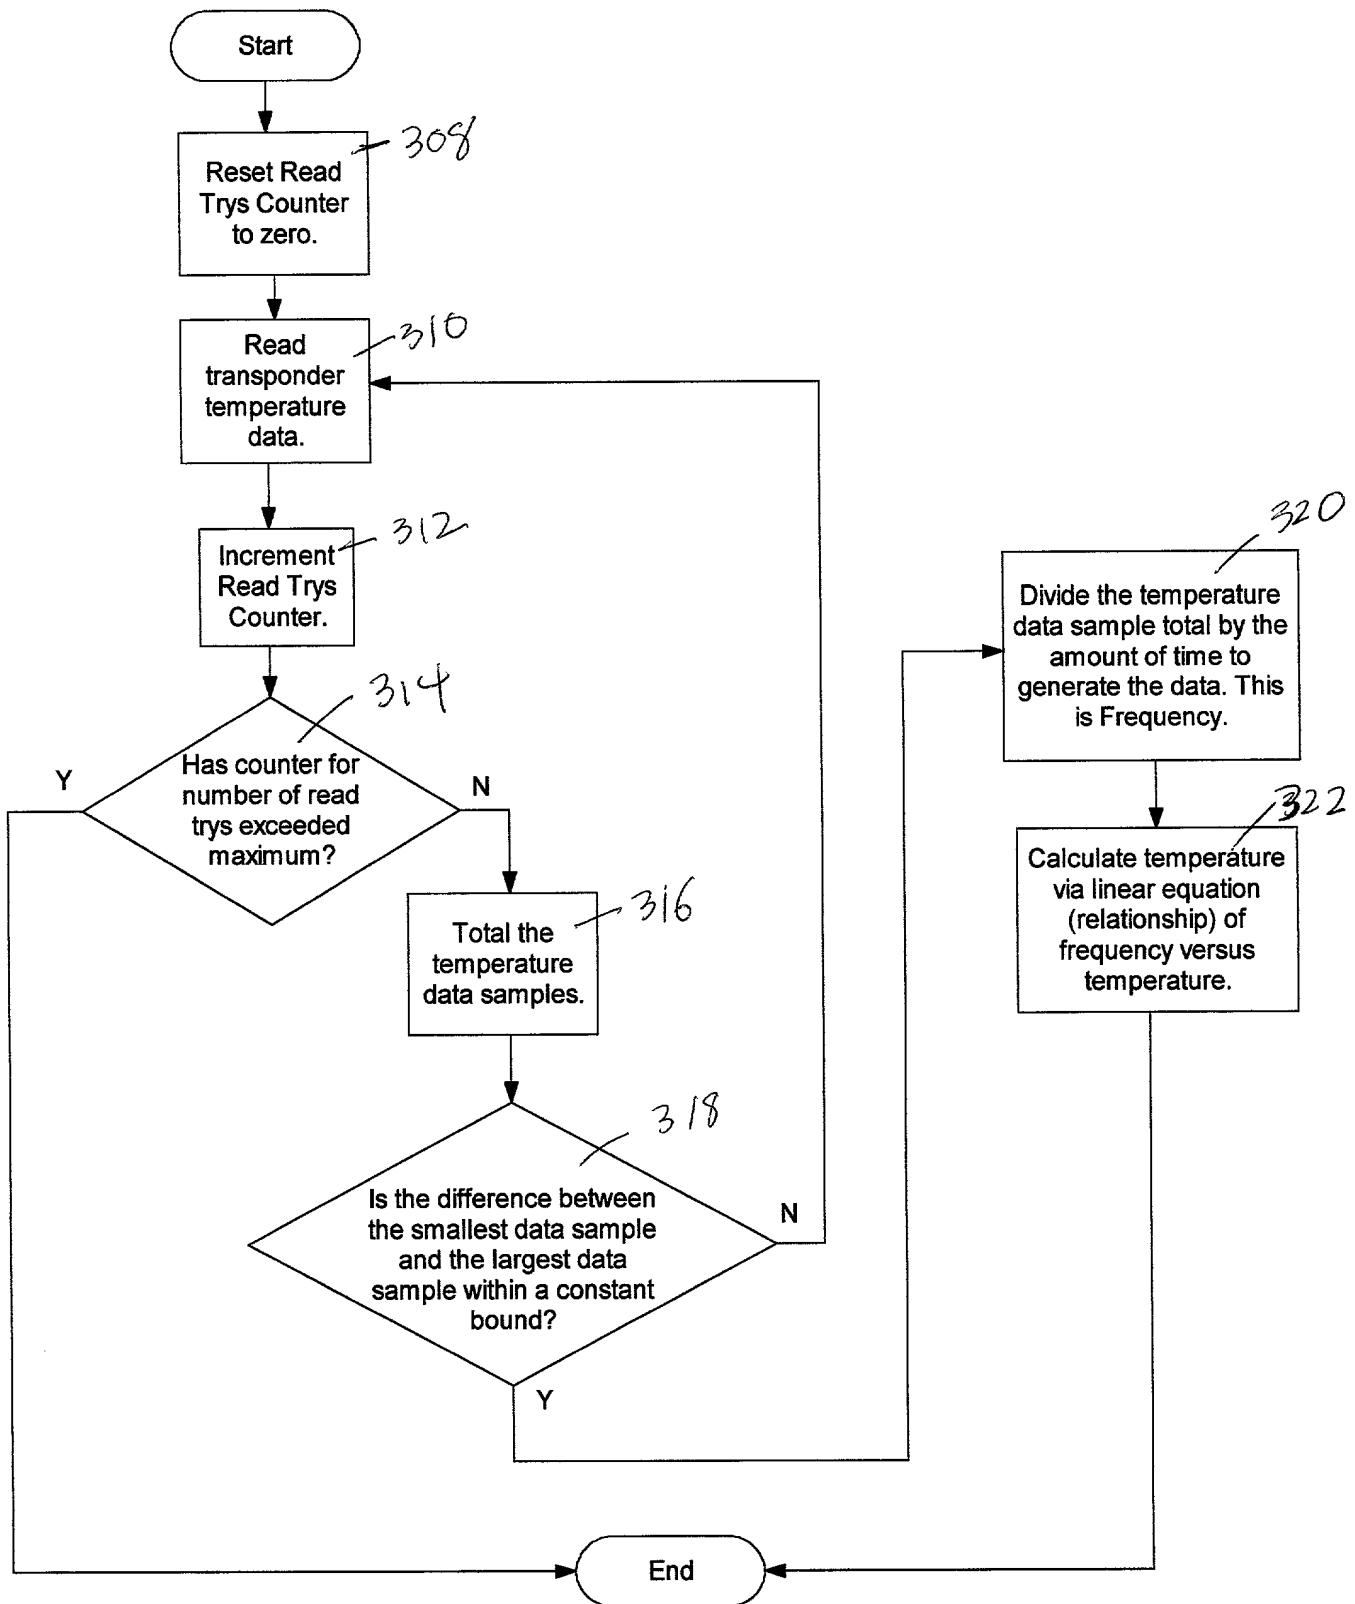 Start
308
Reset Read
Trys Counter
to zero.
310
Read
transponder
temperature
data.
312
Increment
Read Trys
Counter.
314
Has counter for
number of read
trys exceeded
maximum?
Y
N
316
Total the
temperature
data samples.
318
Is the difference between
the smallest data sample
and the largest data
sample within a constant
bound?
N
Y
320
Divide the temperature
data sample total by the
amount of time to
generate the data. This
is Frequency.
322
Calculate temperature
via linear equation
(relationship) of
frequency versus
temperature.
End